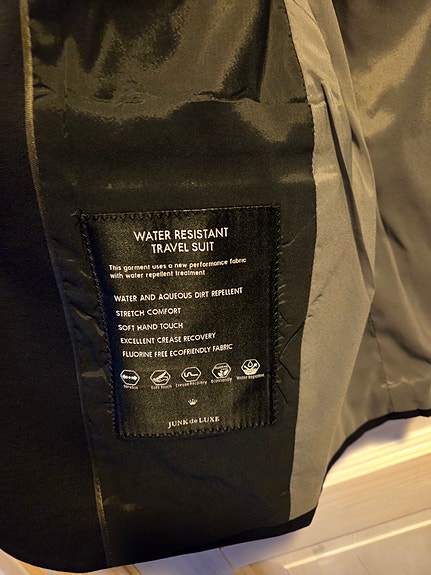 WATER RESISTANT
TRAVEL SUIT
This garment uses a new performance fabric
with water repellent treatment
WATER AND AQUEOUS DIRT REPELLENT
STRETCH COMFORT
SOFT HAND TOUCH
EXCELLENT CREASE RECOVERY
FLUORINE FREE ECOFRIENDLY FABRIC
Stretch Soft Touch Crease Recovery Ecofriendly Water Repellent
JUNK de LUXE